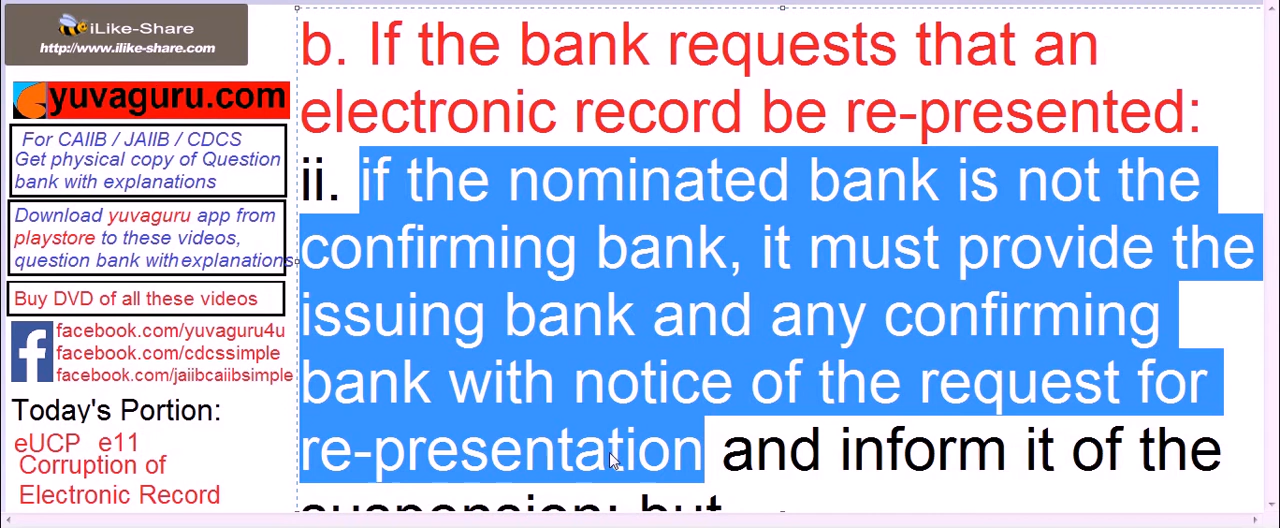 iLike-Share
http://www.ilike-share.com
yuvaguru.com
For CAIIB / JAIIB / CDCS
Get physical copy of Question
bank with explanations
Download yuvaguru app from
playstore to these videos,
question bank with explanations
Buy DVD of all these videos
facebook.com/yuvaguru4u
facebook.com/cdcssimple
facebook.com/jaiibcaiibsimple
Today's Portion:
eUCP e11
Corruption of
Electronic Record
b. If the bank requests that an
electronic record be re-presented:
ii. if the nominated bank is not the
confirming bank, it must provide the
issuing bank and any confirming
bank with notice of the request for
re-presentation and inform it of the
suspension; but